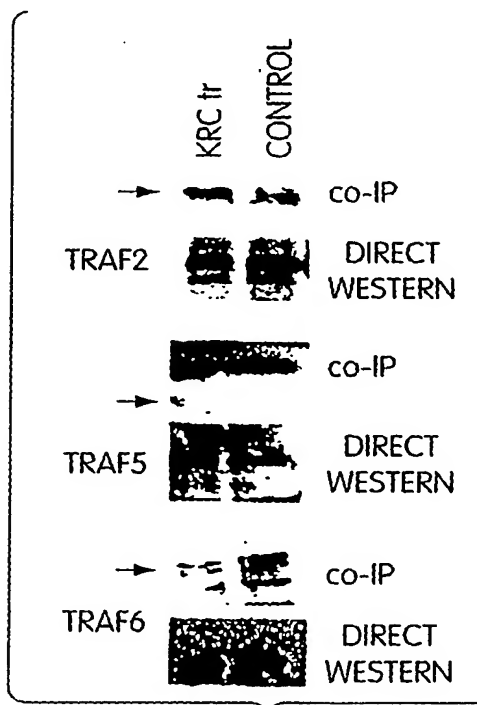 KRC tr CONTROL
co-IP
TRAF2 DIRECT WESTERN
co-IP
TRAF5 DIRECT WESTERN
co-IP
TRAF6 DIRECT WESTERN